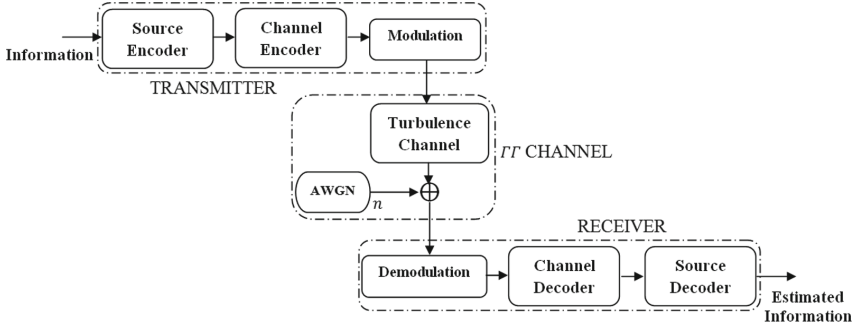 Information
Source
Encoder
Channel
Encoder
Modulation
TRANSMITTER
Turbulence
Channel
ΓΓ CHANNEL
AWGN
n
RECEIVER
Demodulation
Channel
Decoder
Source
Decoder
Estimated
Information